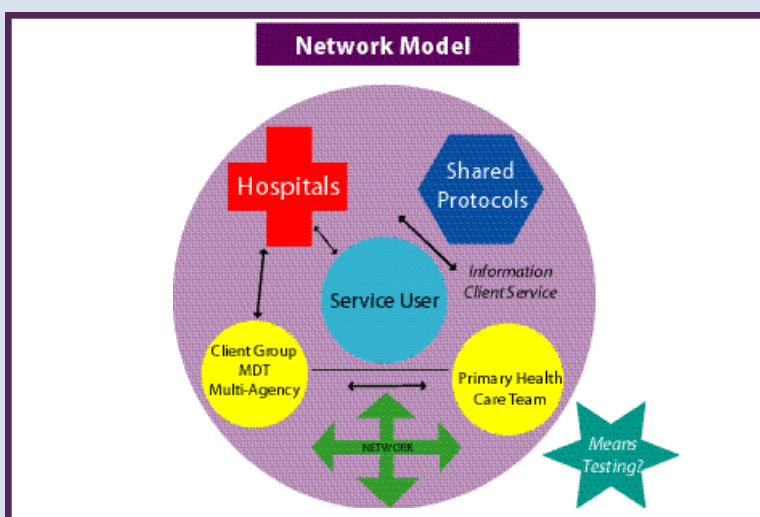 Network Model
Hospitals
Shared
Protocols
Information
Client Service
Service User
Client Group
MDT
Multi-Agency
Primary Health
Care Team
NETWORK
Means
Testing?